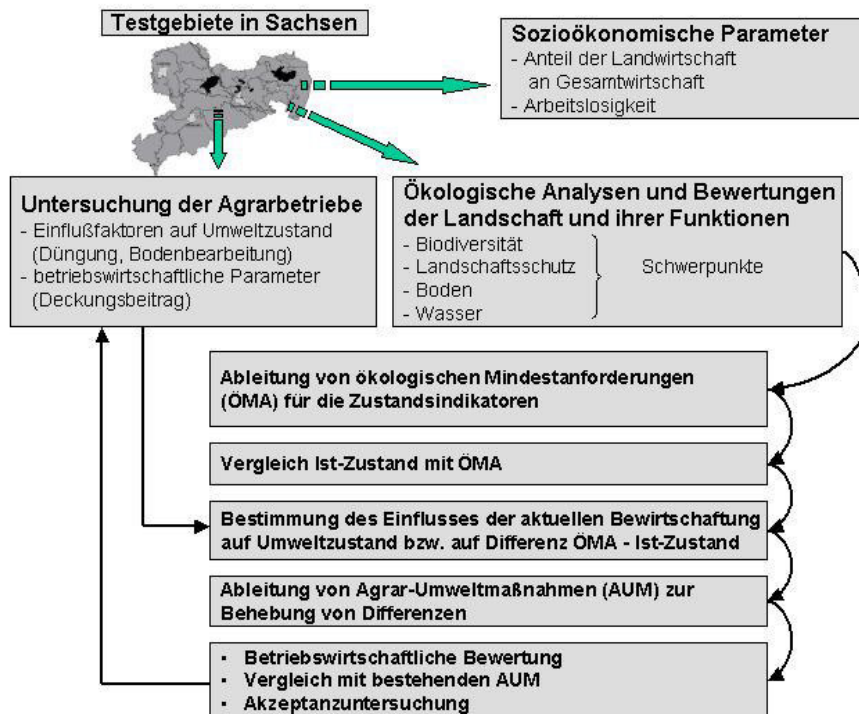 Testgebiete in Sachsen
Sozioökonomische Parameter
- Anteil der Landwirtschaft
an Gesamtwirtschaft
- Arbeitslosigkeit
Untersuchung der Agrarbetriebe
- Einflußfaktoren auf Umweltzustand
(Düngung, Bodenbearbeitung)
- betriebswirtschaftliche Parameter
(Deckungsbeitrag)
Ökologische Analysen und Bewertungen
der Landschaft und ihrer Funktionen
- Biodiversität
- Landschaftsschutz
- Boden
- Wasser
Schwerpunkte
Ableitung von ökologischen Mindestanforderungen
(ÖMA) für die Zustandsindikatoren
Vergleich Ist-Zustand mit ÖMA
Bestimmung des Einflusses der aktuellen Bewirtschaftung
auf Umweltzustand bzw. auf Differenz ÖMA - Ist-Zustand
Ableitung von Agrar-Umweltmaßnahmen (AUM) zur
Behebung von Differenzen
• Betriebswirtschaftliche Bewertung
• Vergleich mit bestehenden AUM
• Akzeptanzuntersuchung